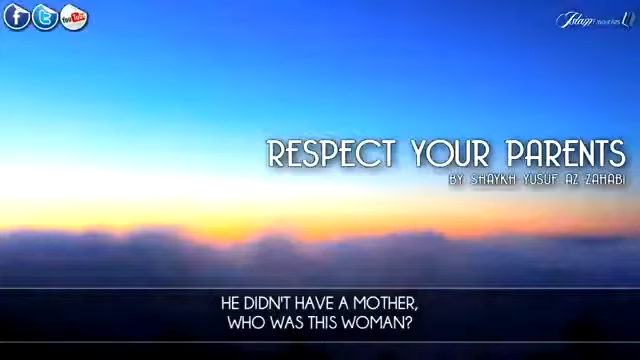 RESPECT YOUR PARENTS
BY SHAYKH YUSUF AZ ZAHABI
HE DIDN'T HAVE A MOTHER,
WHO WAS THIS WOMAN?